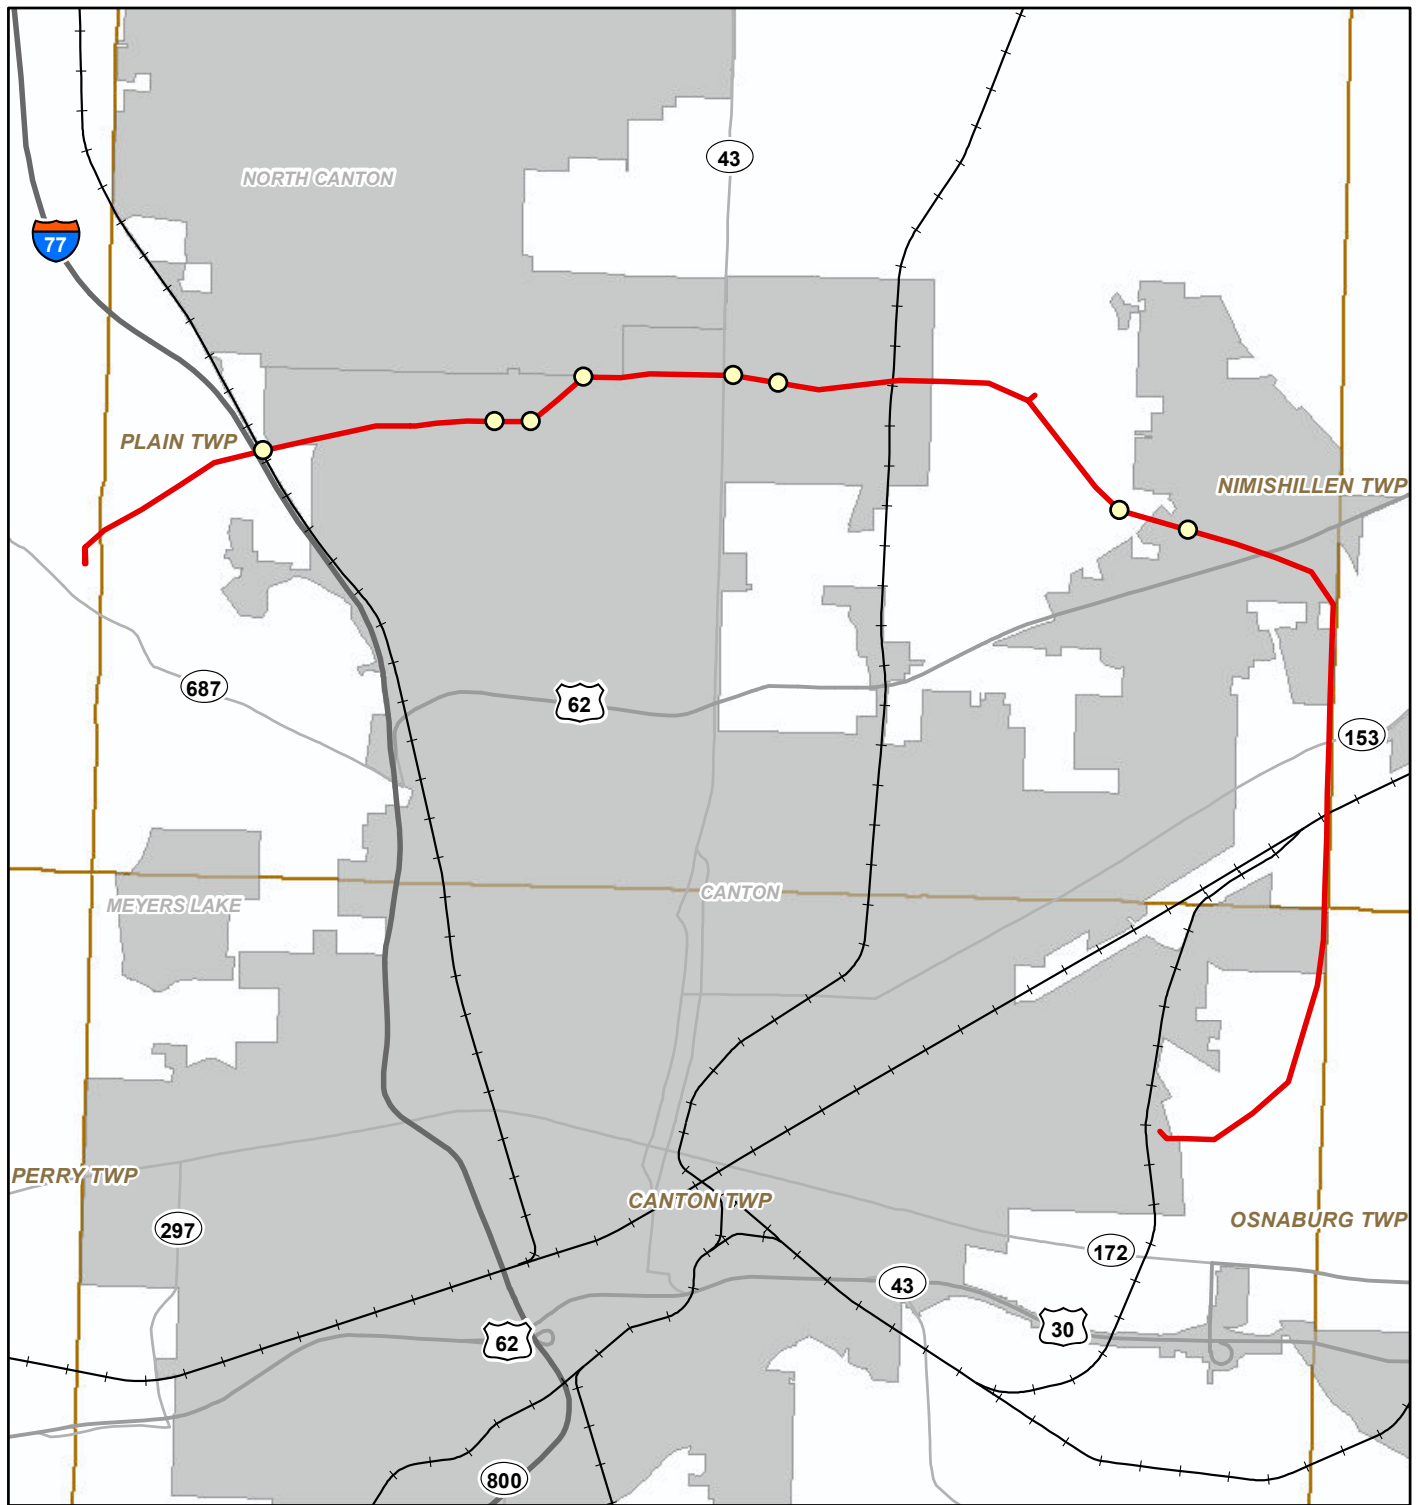 43
NORTH CANTON
77
PLAIN TWP
NIMISHILLEN TWP
687
62
153
CANTON
MEYERS LAKE
PERRY TWP
CANTON TWP
OSNABURG TWP
297
172
43
30
62
800